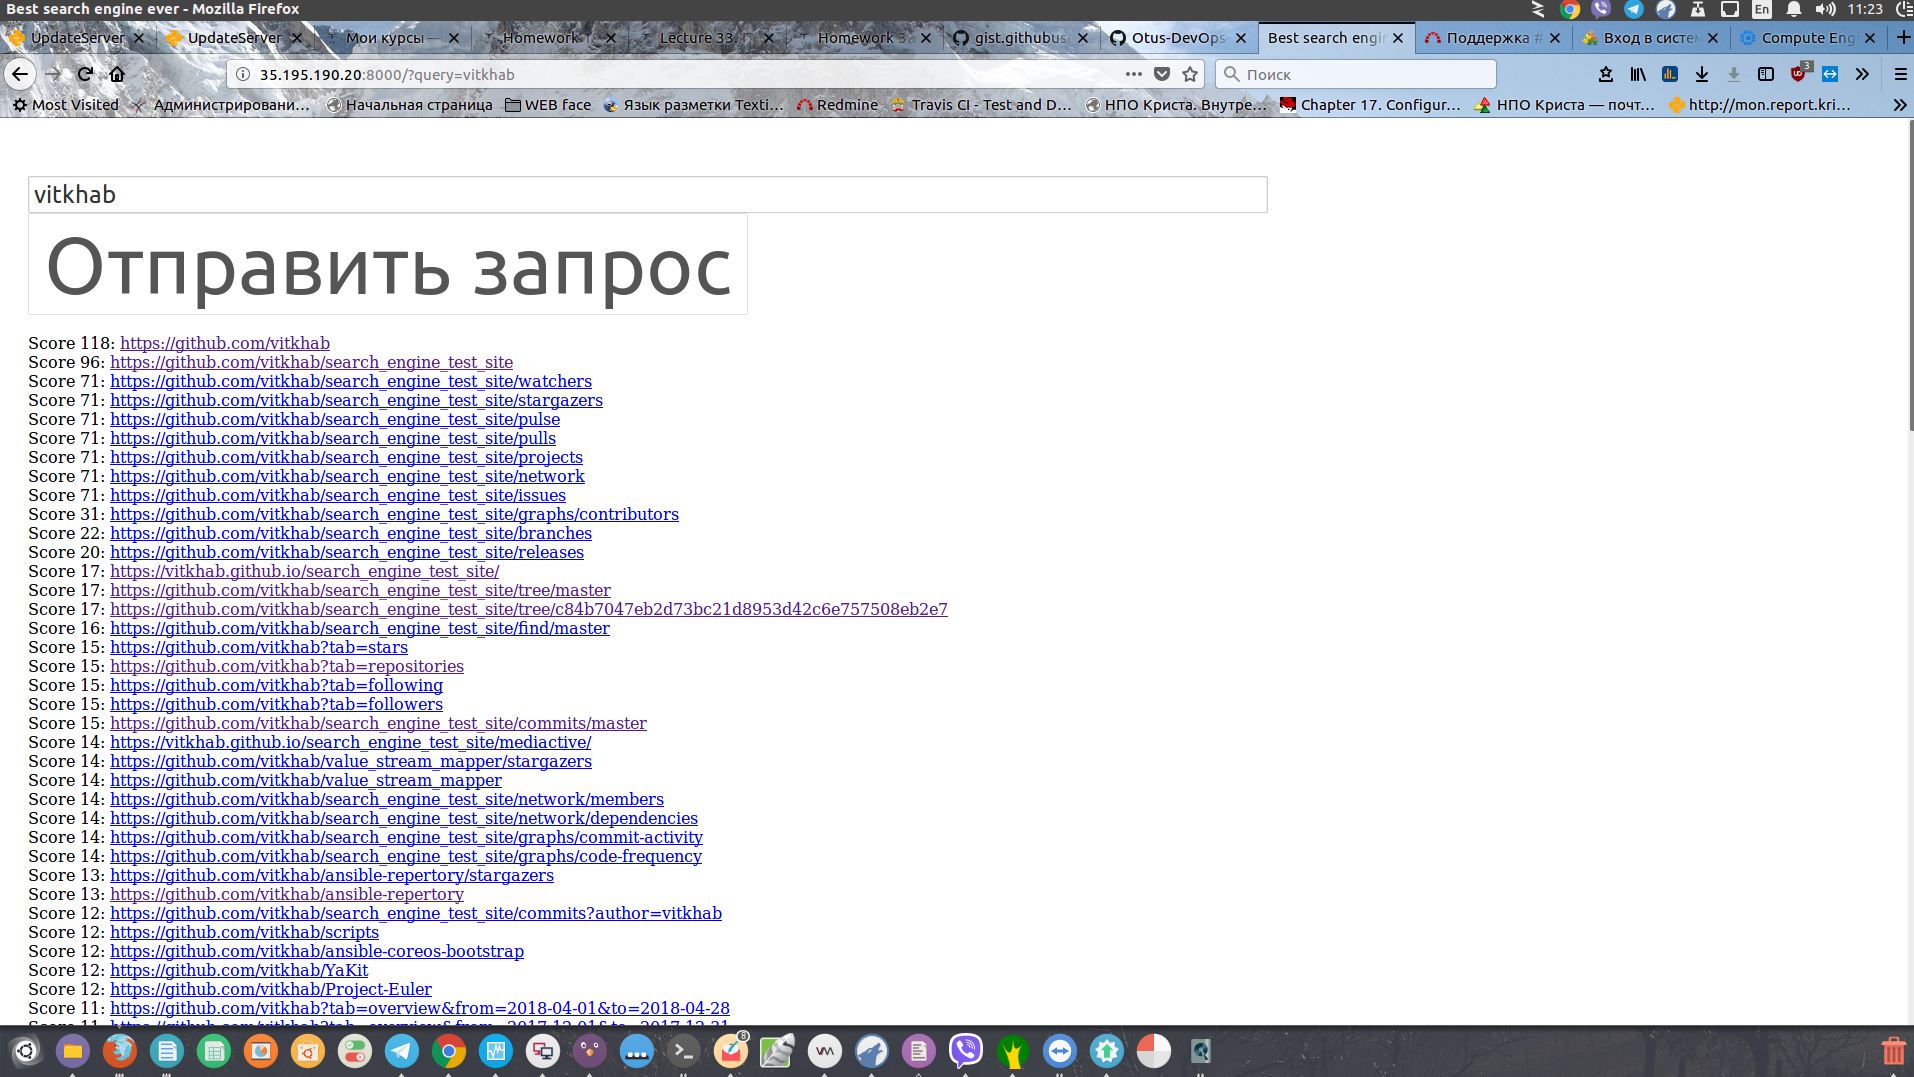 Best search engine ever - Mozilla Firefox
En
11:23
UpdateServer
UpdateServer
Мои курсы —
Homework
Lecture 33.
Homework
gist.githubus
Otus-DevOps-
Best search engi
Поддержка #
Вход в систем
Compute Eng
35.195.190.20:8000/?query=vitkhab
Поиск
3
Most Visited
Администрировани…
Начальная страница
WEB face
Язык разметки Texti…
Redmine
Travis CI - Test and D…
НПО Криста. Внутре…
Chapter 17. Configur…
НПО Криста — почт…
http://mon.report.kri…
vitkhab
Отправить запрос
Score 118: https://github.com/vitkhab
Score 96: https://github.com/vitkhab/search_engine_test_site
Score 71: https://github.com/vitkhab/search_engine_test_site/watchers
Score 71: https://github.com/vitkhab/search_engine_test_site/stargazers
Score 71: https://github.com/vitkhab/search_engine_test_site/pulse
Score 71: https://github.com/vitkhab/search_engine_test_site/pulls
Score 71: https://github.com/vitkhab/search_engine_test_site/projects
Score 71: https://github.com/vitkhab/search_engine_test_site/network
Score 71: https://github.com/vitkhab/search_engine_test_site/issues
Score 31: https://github.com/vitkhab/search_engine_test_site/graphs/contributors
Score 22: https://github.com/vitkhab/search_engine_test_site/branches
Score 20: https://github.com/vitkhab/search_engine_test_site/releases
Score 17: https://vitkhab.github.io/search_engine_test_site/
Score 17: https://github.com/vitkhab/search_engine_test_site/tree/master
Score 17: https://github.com/vitkhab/search_engine_test_site/tree/c84b7047eb2d73bc21d8953d42c6e757508eb2e7
Score 16: https://github.com/vitkhab/search_engine_test_site/find/master
Score 15: https://github.com/vitkhab?tab=stars
Score 15: https://github.com/vitkhab?tab=repositories
Score 15: https://github.com/vitkhab?tab=following
Score 15: https://github.com/vitkhab?tab=followers
Score 15: https://github.com/vitkhab/search_engine_test_site/commits/master
Score 14: https://vitkhab.github.io/search_engine_test_site/mediactive/
Score 14: https://github.com/vitkhab/value_stream_mapper/stargazers
Score 14: https://github.com/vitkhab/value_stream_mapper
Score 14: https://github.com/vitkhab/search_engine_test_site/network/members
Score 14: https://github.com/vitkhab/search_engine_test_site/network/dependencies
Score 14: https://github.com/vitkhab/search_engine_test_site/graphs/commit-activity
Score 14: https://github.com/vitkhab/search_engine_test_site/graphs/code-frequency
Score 13: https://github.com/vitkhab/ansible-repertory/stargazers
Score 13: https://github.com/vitkhab/ansible-repertory
Score 12: https://github.com/vitkhab/search_engine_test_site/commits?author=vitkhab
Score 12: https://github.com/vitkhab/scripts
Score 12: https://github.com/vitkhab/ansible-coreos-bootstrap
Score 12: https://github.com/vitkhab/YaKit
Score 12: https://github.com/vitkhab/Project-Euler
Score 11: https://github.com/vitkhab?tab=overview&from=2018-04-01&to=2018-04-28
Score 11: https://github.com/vitkhab?tab=overview&from=2017-12-01&to=2017-12-31
8